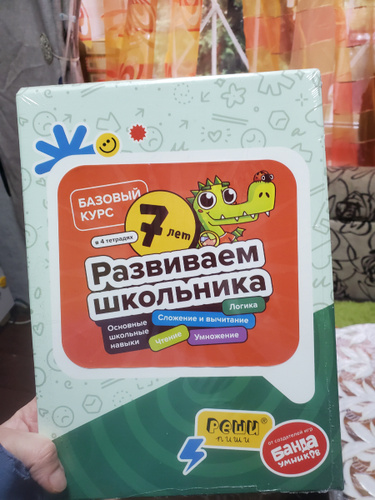 БАЗОВЫЙ
КУРС
в 4 тетрадях
7 лет
Развиваем
школьника
Логика
Основные
школьные
навыки
Сложение и вычитание
Чтение
Умножение
РЕШИ
ПИШИ
от создателей игр
БАНДА
УМНИКОВ